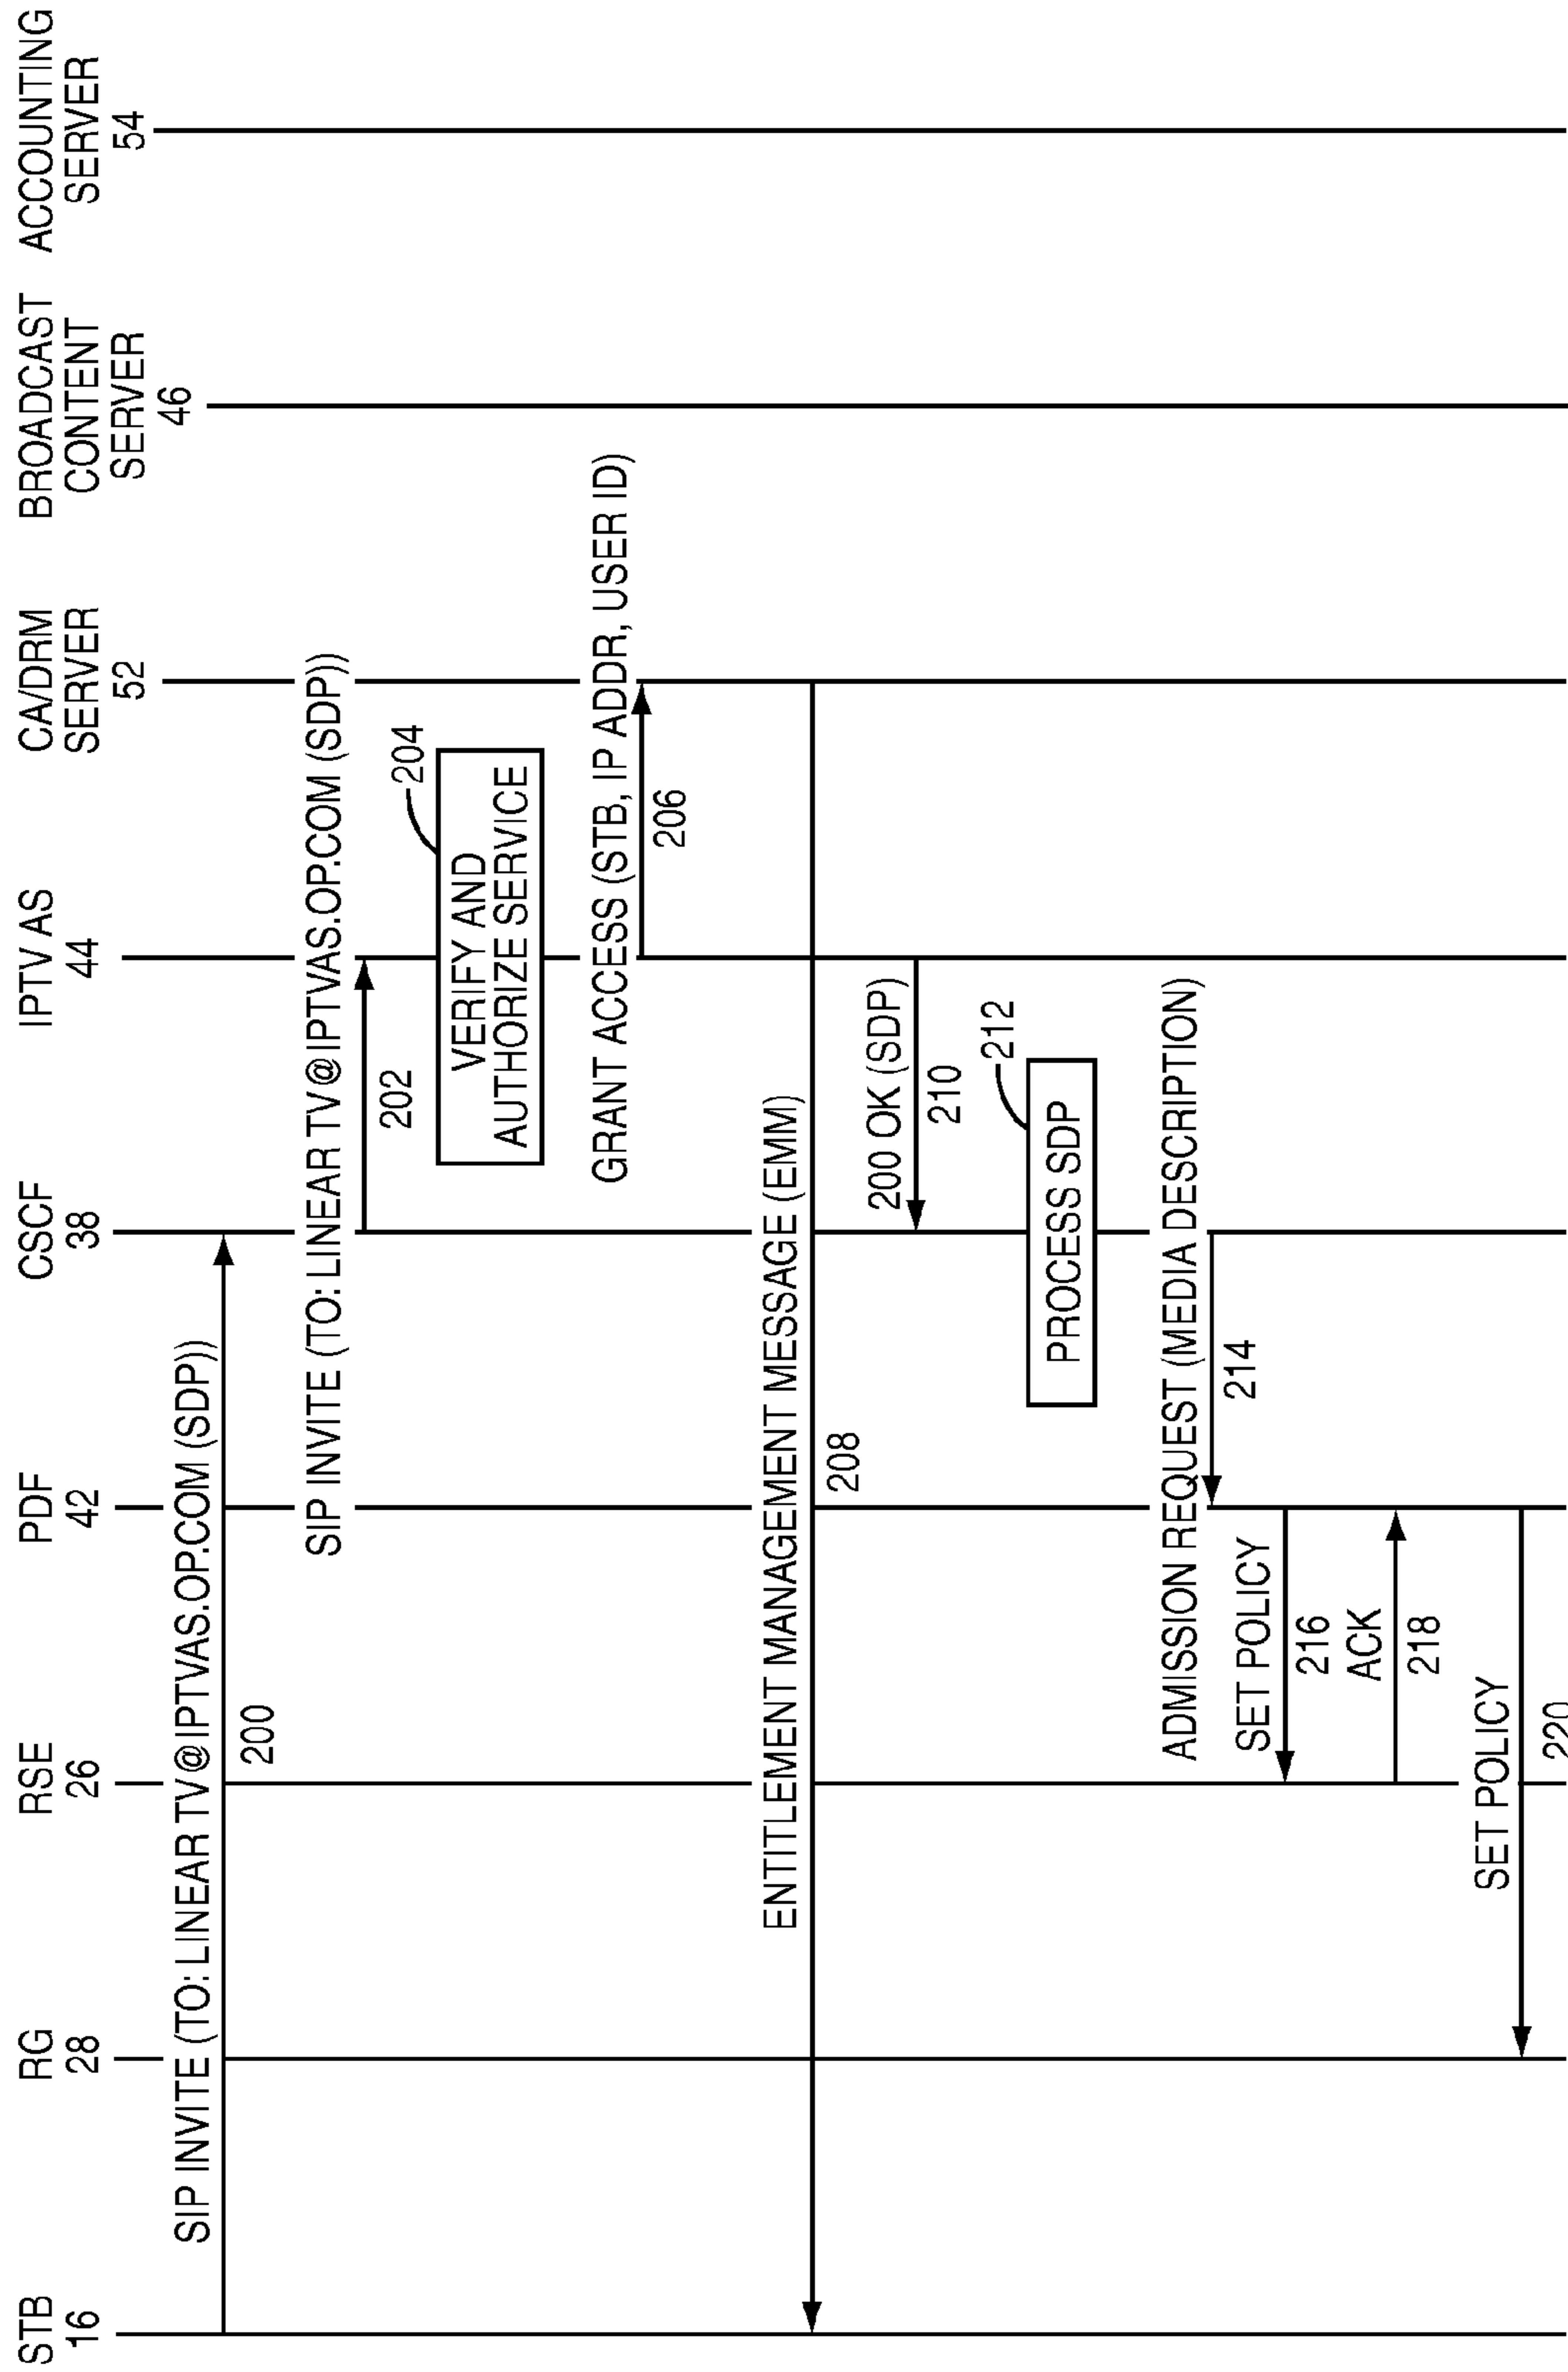 STB
16
RG
28
RSE
26
PDF
42
CSCF
38
IPTV AS
44
CA/DRM
SERVER
52
BROADCAST
CONTENT
SERVER
46
ACCOUNTING
SERVER
54
SIP INVITE (TO: LINEAR TV@IPTVAS.OP.COM (SDP))
200
SIP INVITE (TO: LINEAR TV@IPTVAS.OP.COM (SDP))
202
204
VERIFY AND
AUTHORIZE SERVICE
GRANT ACCESS (STB, IP ADDR, USER ID)
206
ENTITLEMENT MANAGEMENT MESSAGE (EMM)
208
200 OK (SDP)
210
212
PROCESS SDP
ADMISSION REQUEST (MEDIA DESCRIPTION)
214
SET POLICY
216
ACK
218
SET POLICY
220